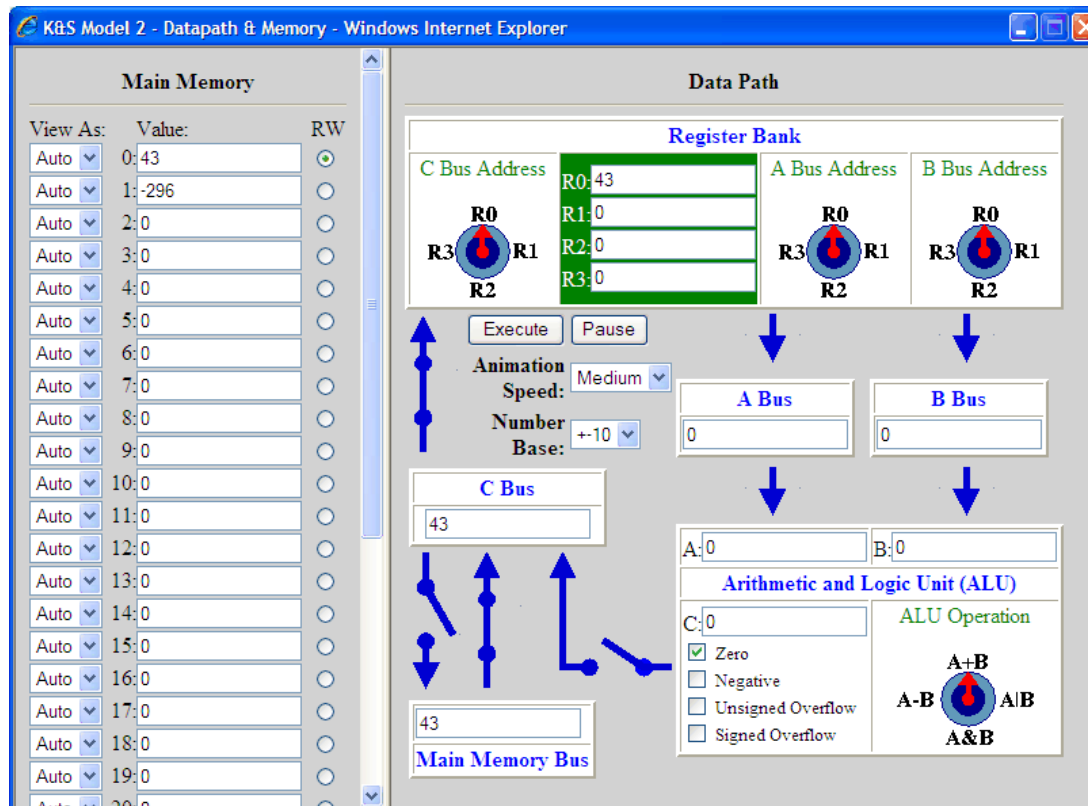 K&S Model 2 - Datapath & Memory - Windows Internet Explorer
Main Memory
View As: Value: RW
Auto 0: 43
Auto 1: -296
Auto 2: 0
Auto 3: 0
Auto 4: 0
Auto 5: 0
Auto 6: 0
Auto 7: 0
Auto 8: 0
Auto 9: 0
Auto 10: 0
Auto 11: 0
Auto 12: 0
Auto 13: 0
Auto 14: 0
Auto 15: 0
Auto 16: 0
Auto 17: 0
Auto 18: 0
Auto 19: 0
Data Path
Register Bank
C Bus Address
R0
R3 R1
R2
R0: 43
R1: 0
R2: 0
R3: 0
A Bus Address
R0
R3 R1
R2
B Bus Address
R0
R3 R1
R2
Execute Pause
Animation
Speed: Medium
Number
Base: +-10
A Bus
0
B Bus
0
C Bus
43
A: 0 B: 0
Arithmetic and Logic Unit (ALU)
C: 0
Zero
Negative
Unsigned Overflow
Signed Overflow
ALU Operation
A+B
A-B A|B
A&B
43
Main Memory Bus